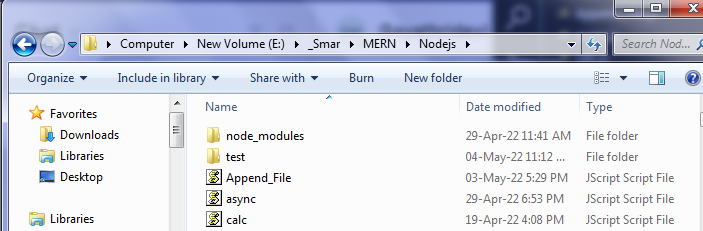 Computer ▸ New Volume (E:) ▸ _Smar ▸ MERN ▸ Nodejs ▸ Search Nod...
Organize Include in library Share with Burn New folder
Name Date modified Type
Favorites
Downloads
Libraries
Desktop
Libraries
node_modules 29-Apr-22 11:41 AM File folder
test 04-May-22 11:12 ... File folder
Append_File 03-May-22 5:29 PM JScript Script File
async 29-Apr-22 6:53 PM JScript Script File
calc 19-Apr-22 4:08 PM JScript Script File